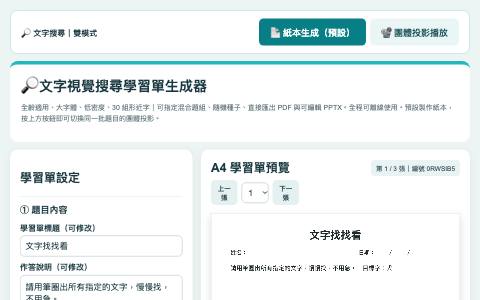 🔎 文字搜尋｜雙模式
📄 紙本生成（預設）
📽️ 團體投影播放
🔎文字視覺搜尋學習單生成器
全齡適用、大字體、低密度、30 組形近字｜可指定混合題組、隨機種子、直接匯出 PDF 與可編輯 PPTX。全程可離線使用。預設製作紙本，
按上方按鈕即可切換同一批題目的團體投影。
學習單設定
① 題目內容
學習單標題（可修改）
文字找找看
作答說明（可修改）
請用筆圈出所有指定的文字，慢慢找，
不用急。
A4 學習單預覽
第 1 / 3 張｜編號 0RWSIB5
上一張
1
下一張
文字找找看
姓名： 日期： / /
請用筆圈出所有指定的文字，慢慢找，不用急。 目標字：